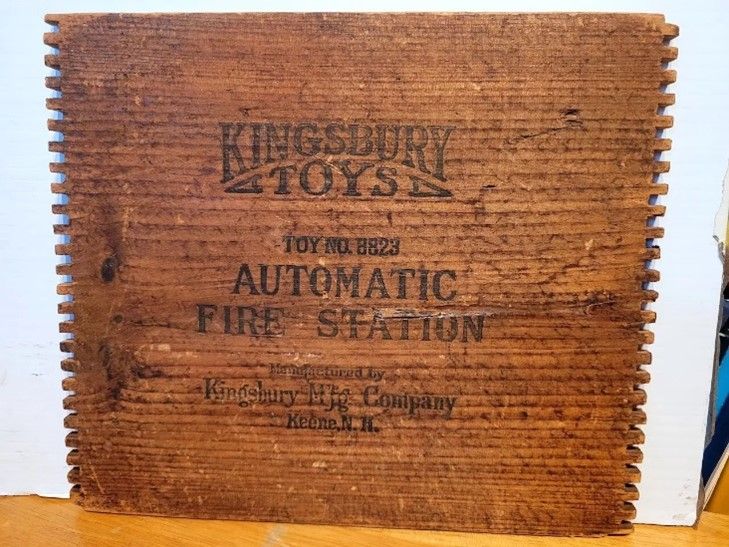 KINGSBURY
TOYS
TOY NO. 8823
AUTOMATIC
FIRE STATION
Manufactured by
Kingsbury Mfg Company
Keene, N. H.